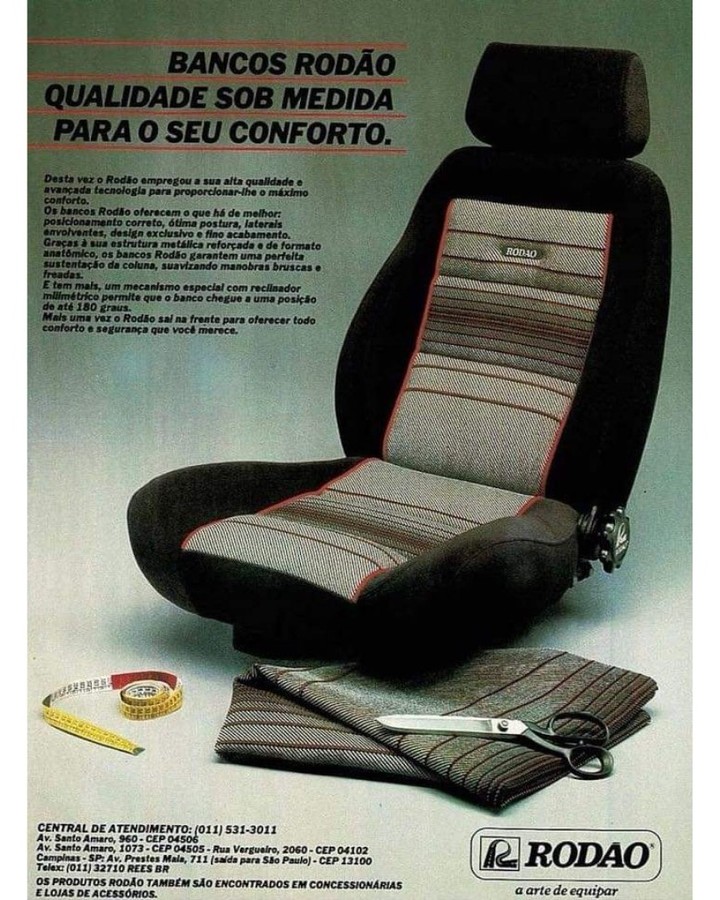 BANCOS RODÃO
QUALIDADE SOB MEDIDA
PARA O SEU CONFORTO.
Desta vez o Rodão empregou a sua alta qualidade e
avançada tecnologia para proporcionar-lhe o máximo
conforto.
Os bancos Rodão oferecem o que há de melhor:
posicionamento correto, ótima postura, laterais
envolventes, design exclusivo e fino acabamento.
Graças à sua estrutura metálica reforçada e de formato
anatômico, os bancos Rodão garantem uma perfeita
sustentação da coluna, suavizando manobras bruscas e
freadas.
E tem mais, um mecanismo especial com reclinador
milimétrico permite que o banco chegue a uma posição
de até 180 graus.
Mais uma vez o Rodão sai na frente para oferecer todo
conforto e segurança que você merece.
RODAO
CENTRAL DE ATENDIMENTO: (011) 531-3011
Av. Santo Amaro, 960 - CEP 04506
Av. Santo Amaro, 1073 - CEP 04505 - Rua Vergueiro, 2060 - CEP 04102
Campinas - SP: Av. Prestes Maia, 711 (saída para São Paulo) - CEP 13100
Telex: (011) 32710 REES BR
OS PRODUTOS RODÃO TAMBÉM SÃO ENCONTRADOS EM CONCESSIONÁRIAS
E LOJAS DE ACESSÓRIOS.
RODAO®
a arte de equipar